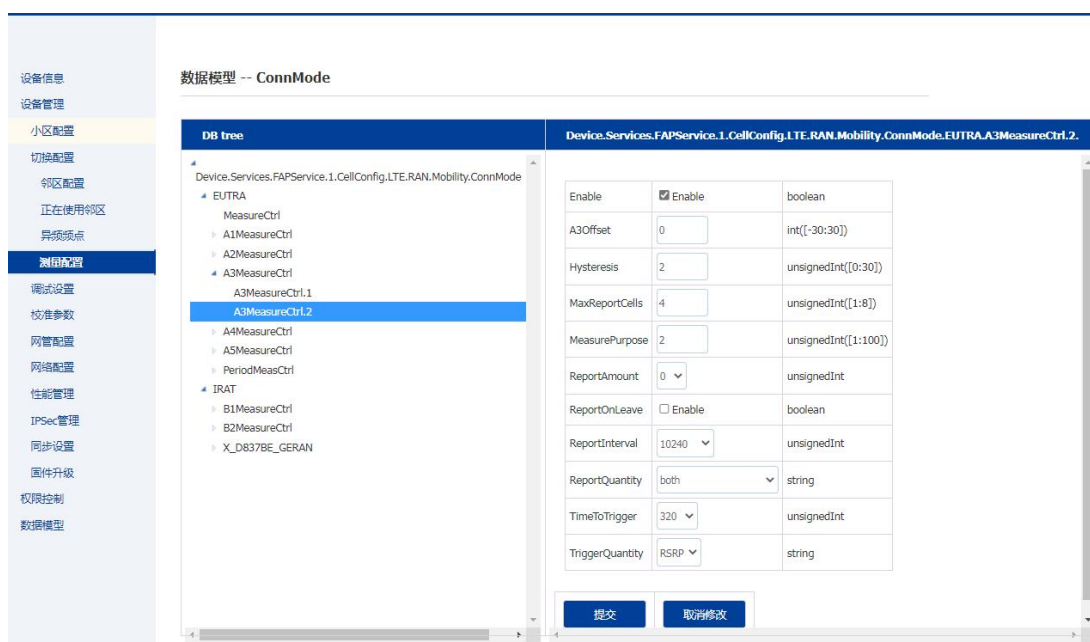 设备信息
设备管理
小区配置
切换配置
邻区配置
正在使用邻区
异频频点
测量配置
调试设置
校准参数
网管配置
网络配置
性能管理
IPSec管理
同步设置
固件升级
权限控制
数据模型
数据模型 -- ConnMode
DB tree
Device.Services.FAPService.1.CellConfig.LTE.RAN.Mobility.ConnMode
EUTRA
MeasureCtrl
A1MeasureCtrl
A2MeasureCtrl
A3MeasureCtrl
A3MeasureCtrl.1
A3MeasureCtrl.2
A4MeasureCtrl
A5MeasureCtrl
PeriodMeasCtrl
IRAT
B1MeasureCtrl
B2MeasureCtrl
X_D837BE_GERAN
Device.Services.FAPService.1.CellConfig.LTE.RAN.Mobility.ConnMode.EUTRA.A3MeasureCtrl.2.
Enable Enable boolean
A3Offset 0 int([-30:30])
Hysteresis 2 unsignedInt([0:30])
MaxReportCells 4 unsignedInt([1:8])
MeasurePurpose 2 unsignedInt([1:100])
ReportAmount 0 unsignedInt
ReportOnLeave Enable boolean
ReportInterval 10240 unsignedInt
ReportQuantity both string
TimeToTrigger 320 unsignedInt
TriggerQuantity RSRP string
提交 取消修改